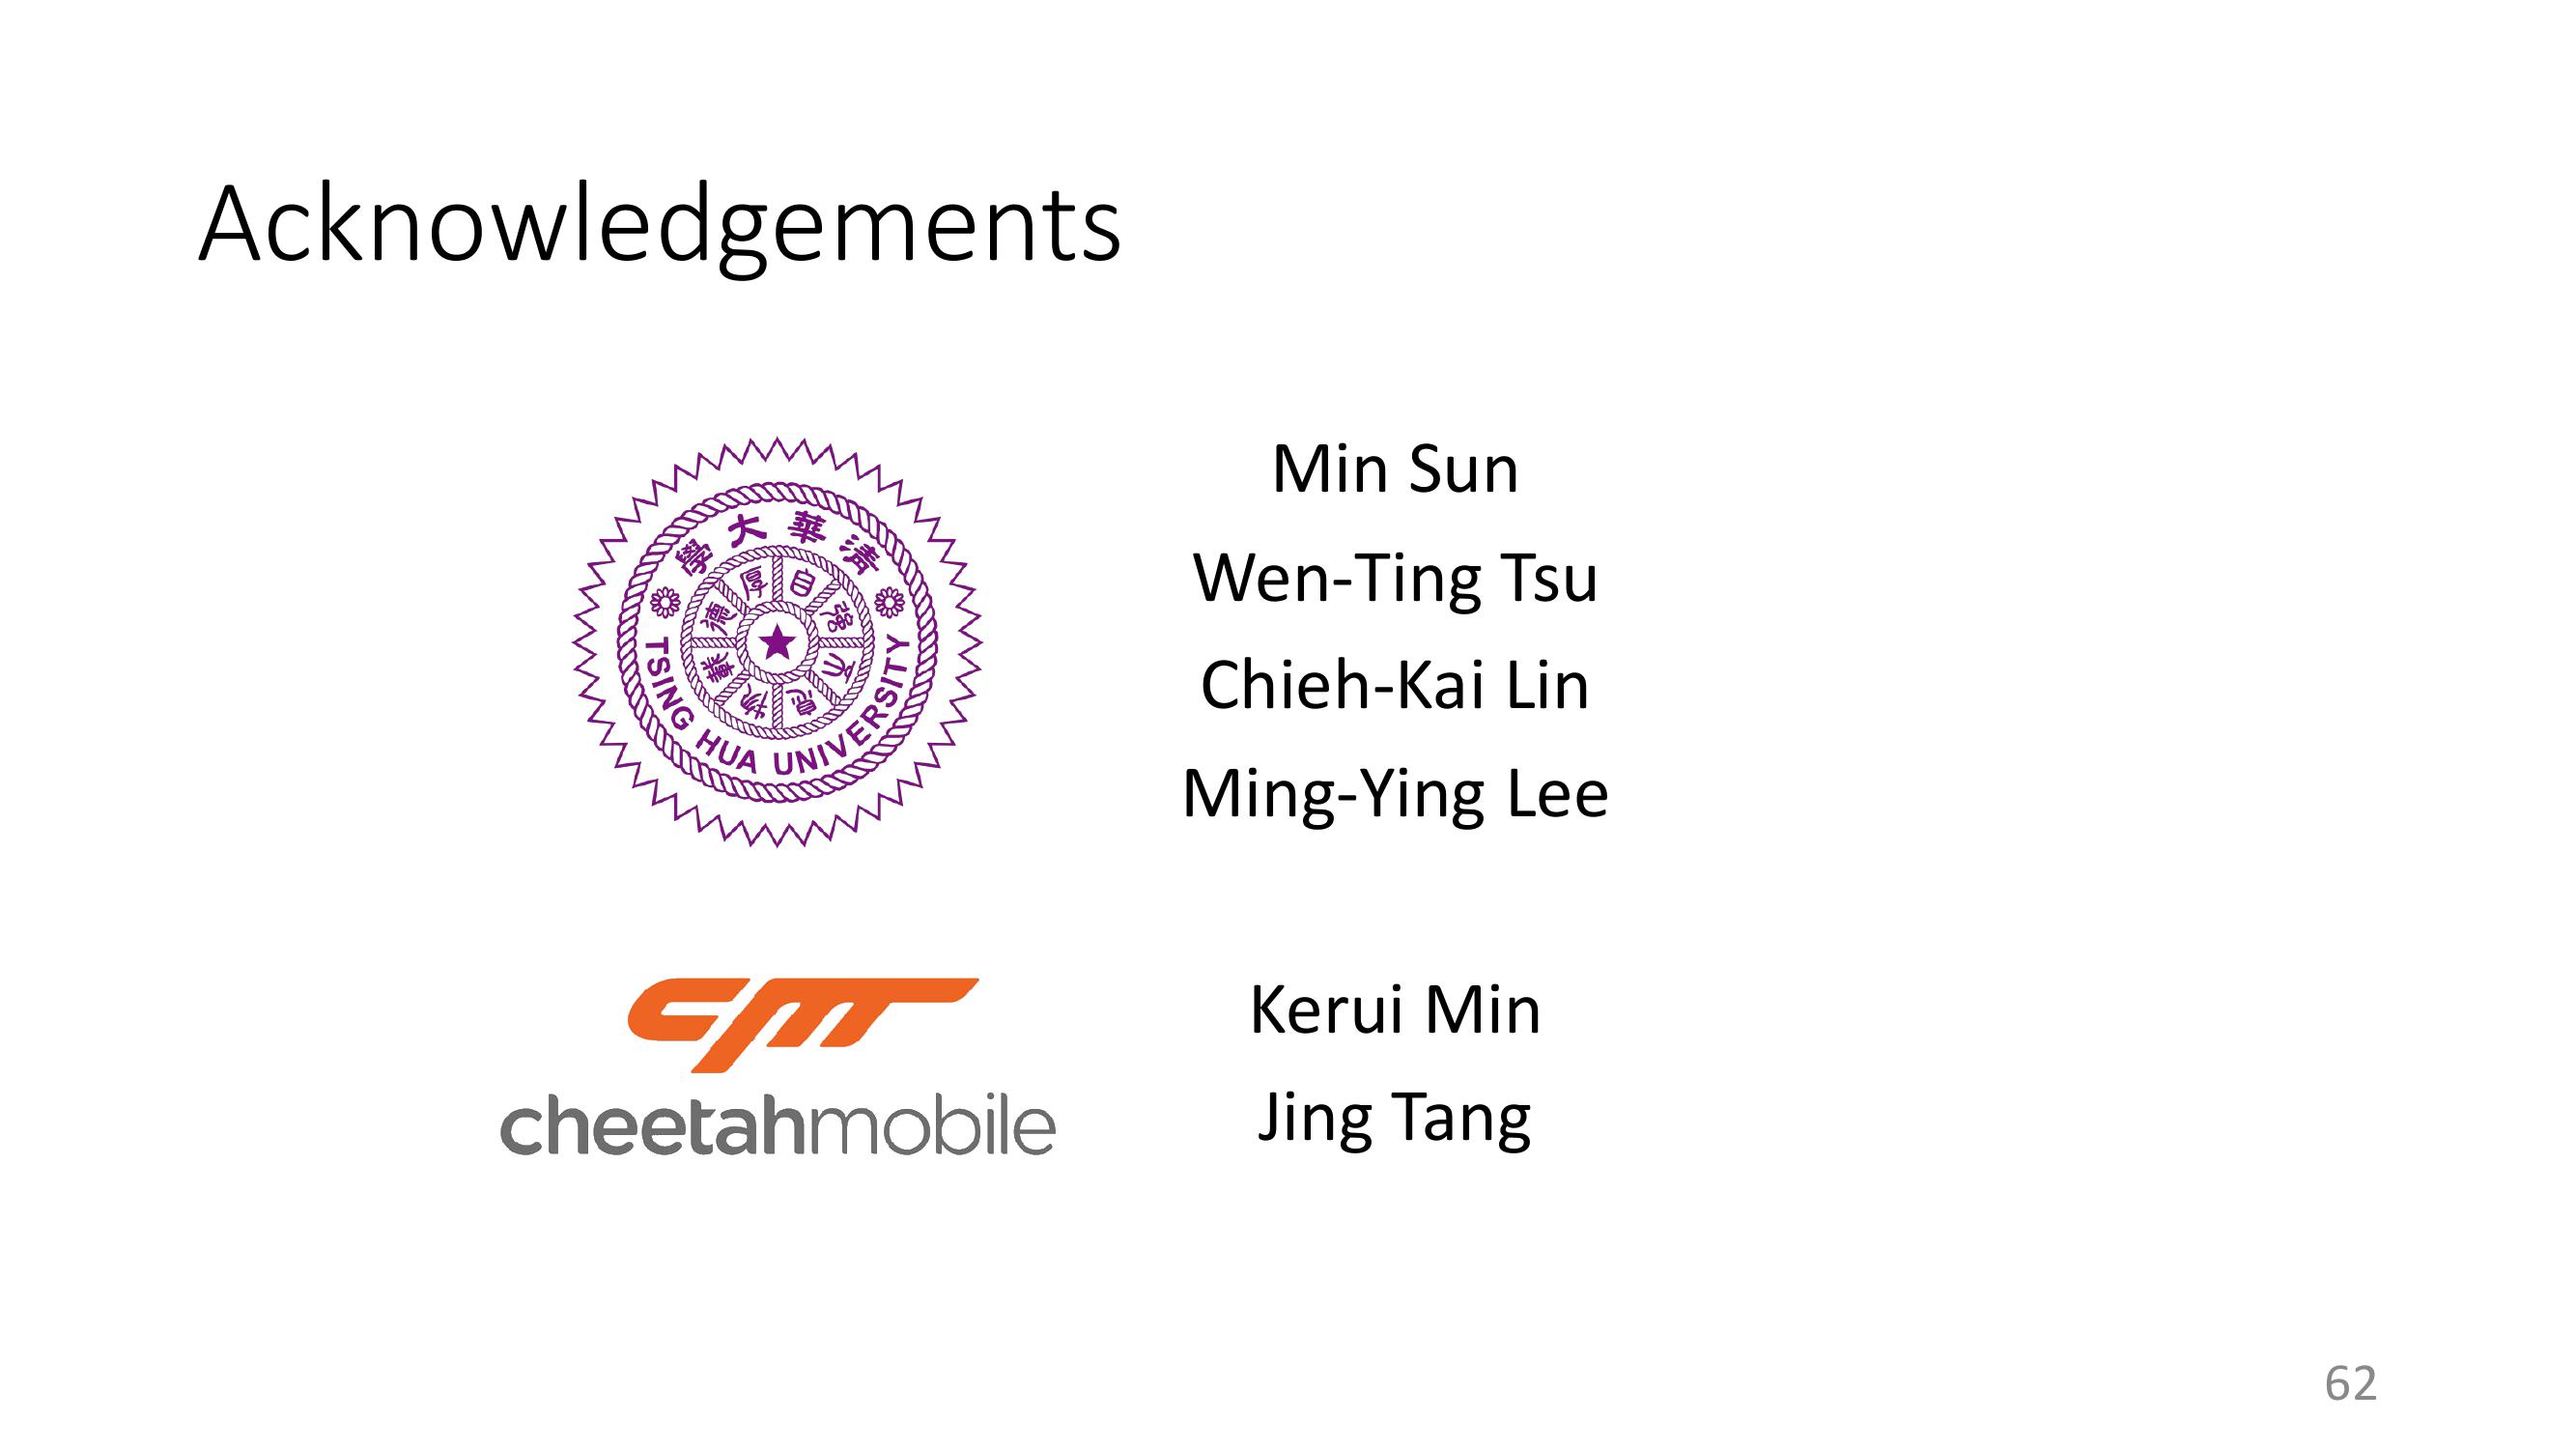 Acknowledgements
學大華清
TSING HUA UNIVERSITY
自強不息
厚德載物
Min Sun
Wen-Ting Tsu
Chieh-Kai Lin
Ming-Ying Lee
cm
cheetahmobile
Kerui Min
Jing Tang
62